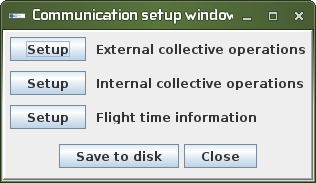 Communication setup window
Setup External collective operations
Setup Internal collective operations
Setup Flight time information
Save to disk Close